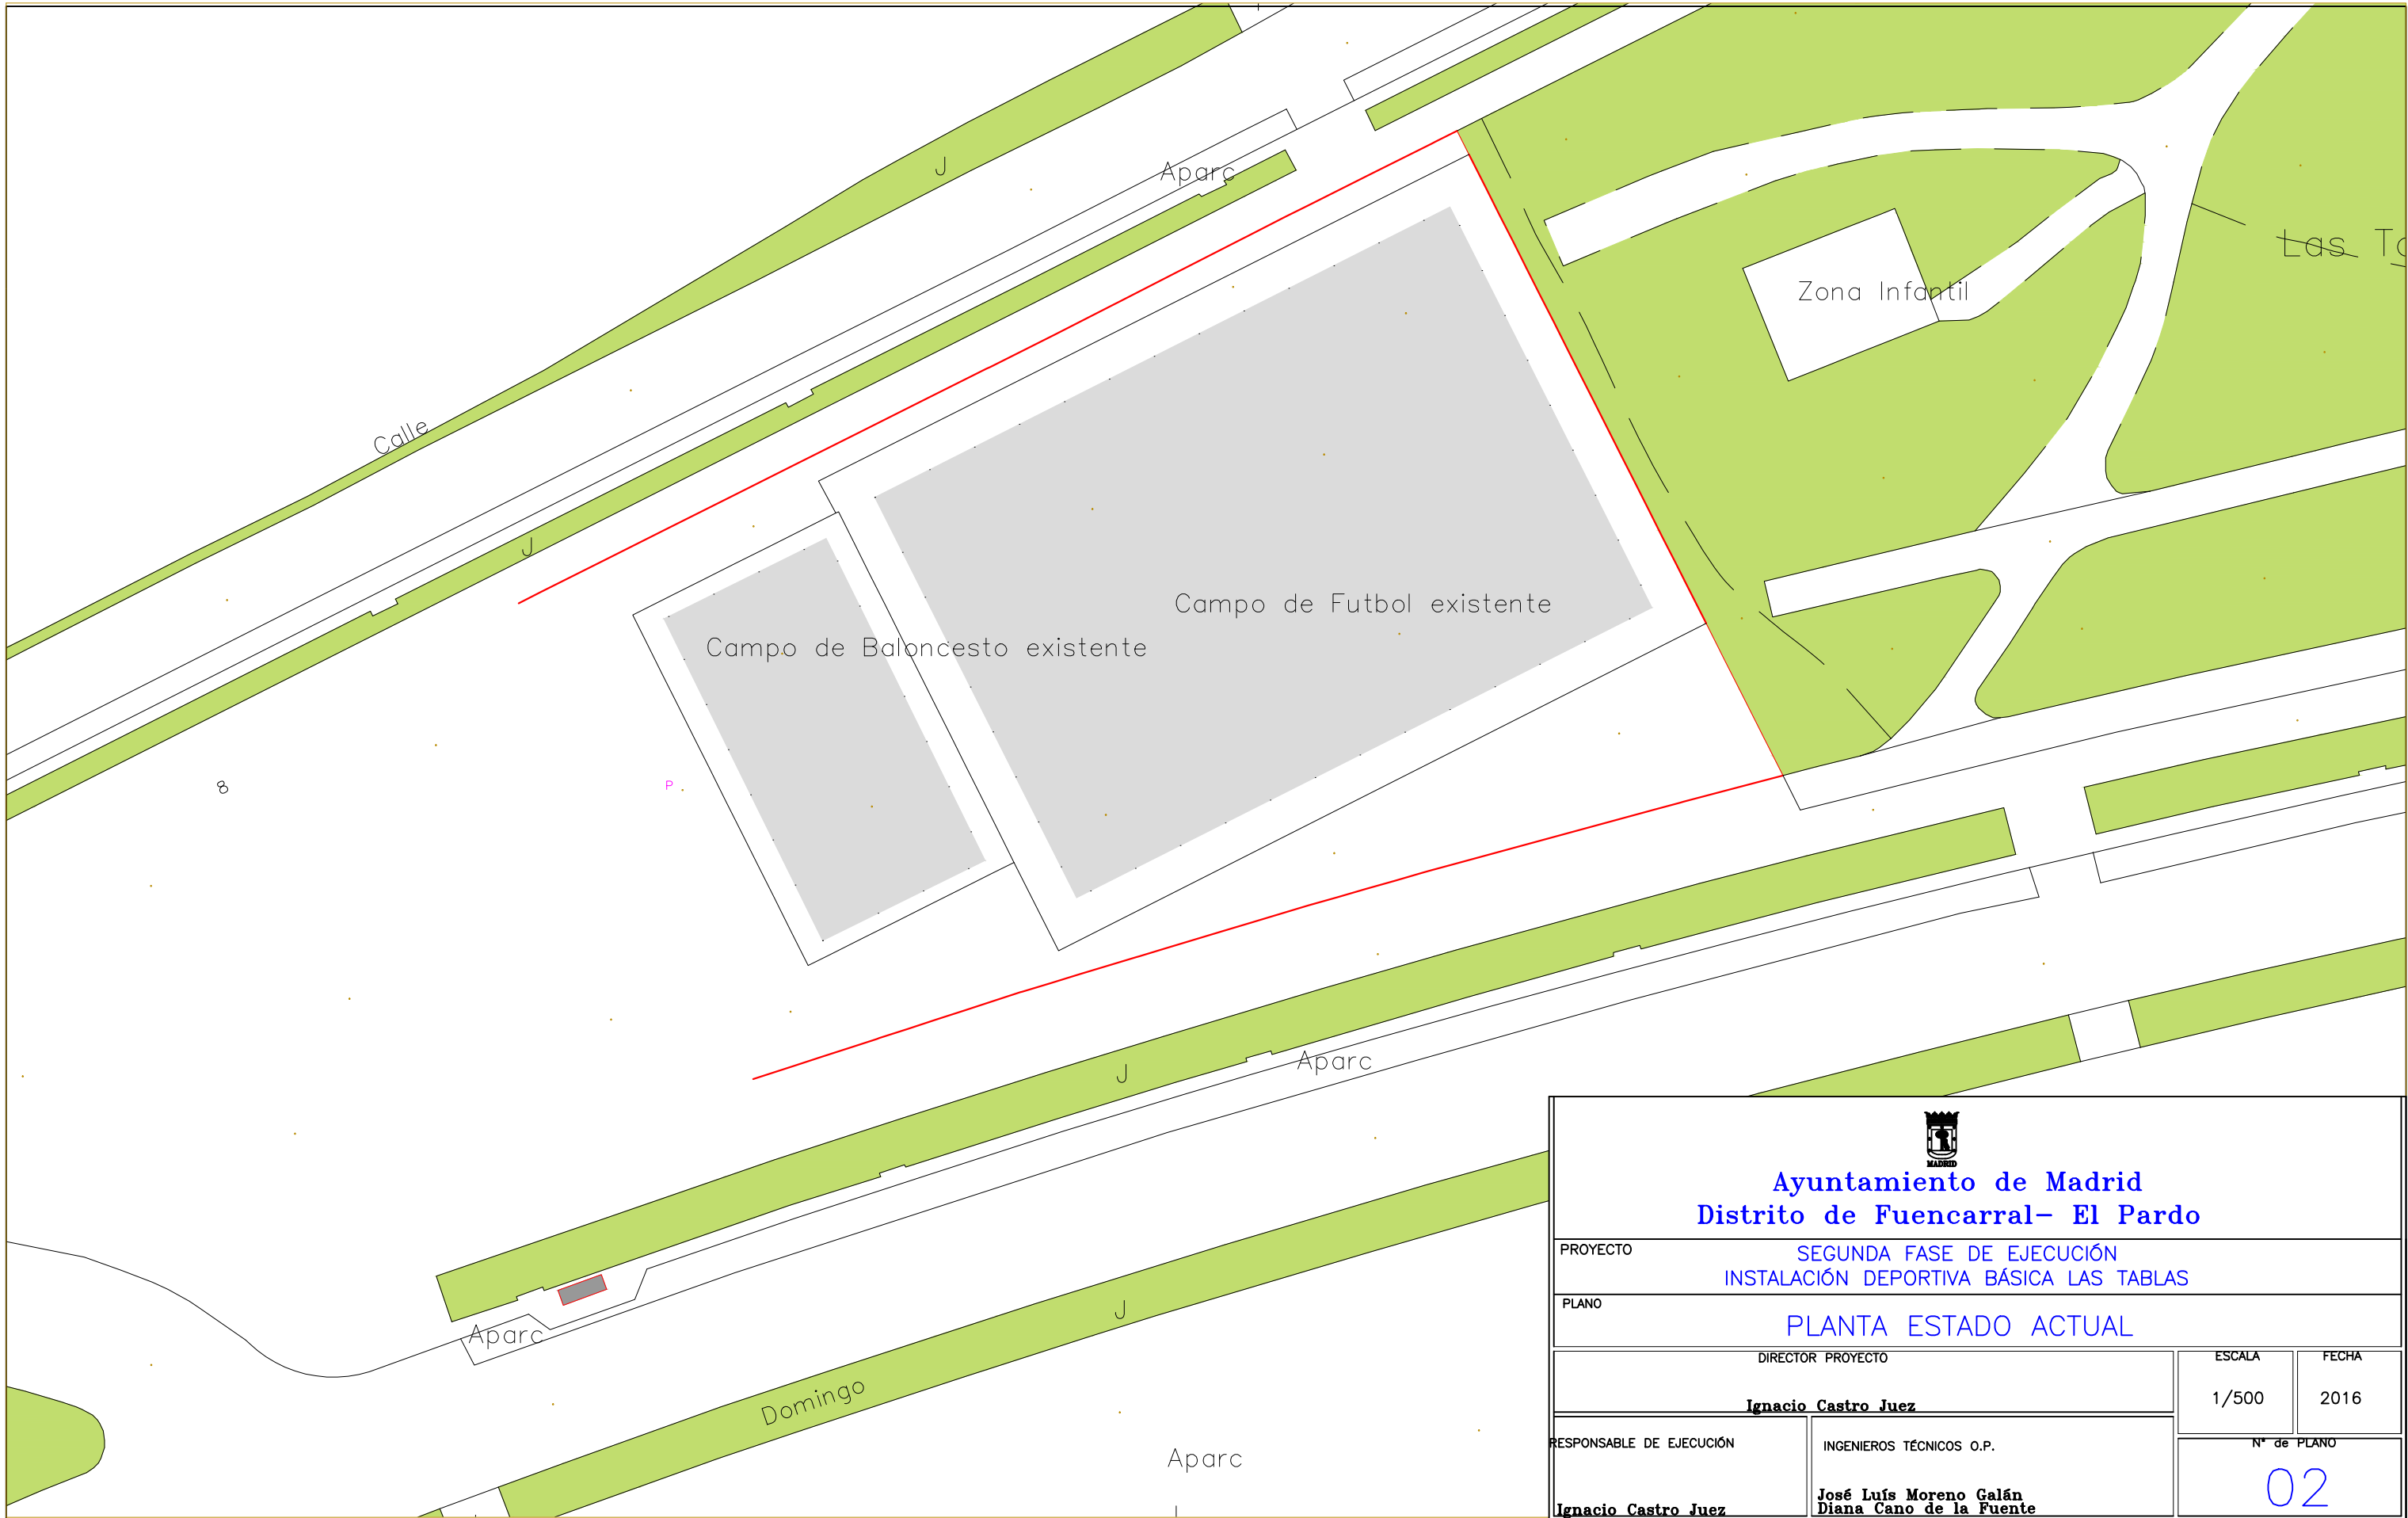 J
Aparc
Las Ta
Zona Infantil
Calle
J
Campo de Futbol existente
Campo de Baloncesto existente
8
P
J
Aparc
J
Aparc
Domingo
Aparc
MADRID
Ayuntamiento de Madrid
Distrito de Fuencarral- El Pardo
PROYECTO
SEGUNDA FASE DE EJECUCIÓN
INSTALACIÓN DEPORTIVA BÁSICA LAS TABLAS
PLANO
PLANTA ESTADO ACTUAL
DIRECTOR PROYECTO
Ignacio Castro Juez
ESCALA
1/500
FECHA
2016
RESPONSABLE DE EJECUCIÓN
Ignacio Castro Juez
INGENIEROS TÉCNICOS O.P.
José Luís Moreno Galán
Diana Cano de la Fuente
Nº de PLANO
02